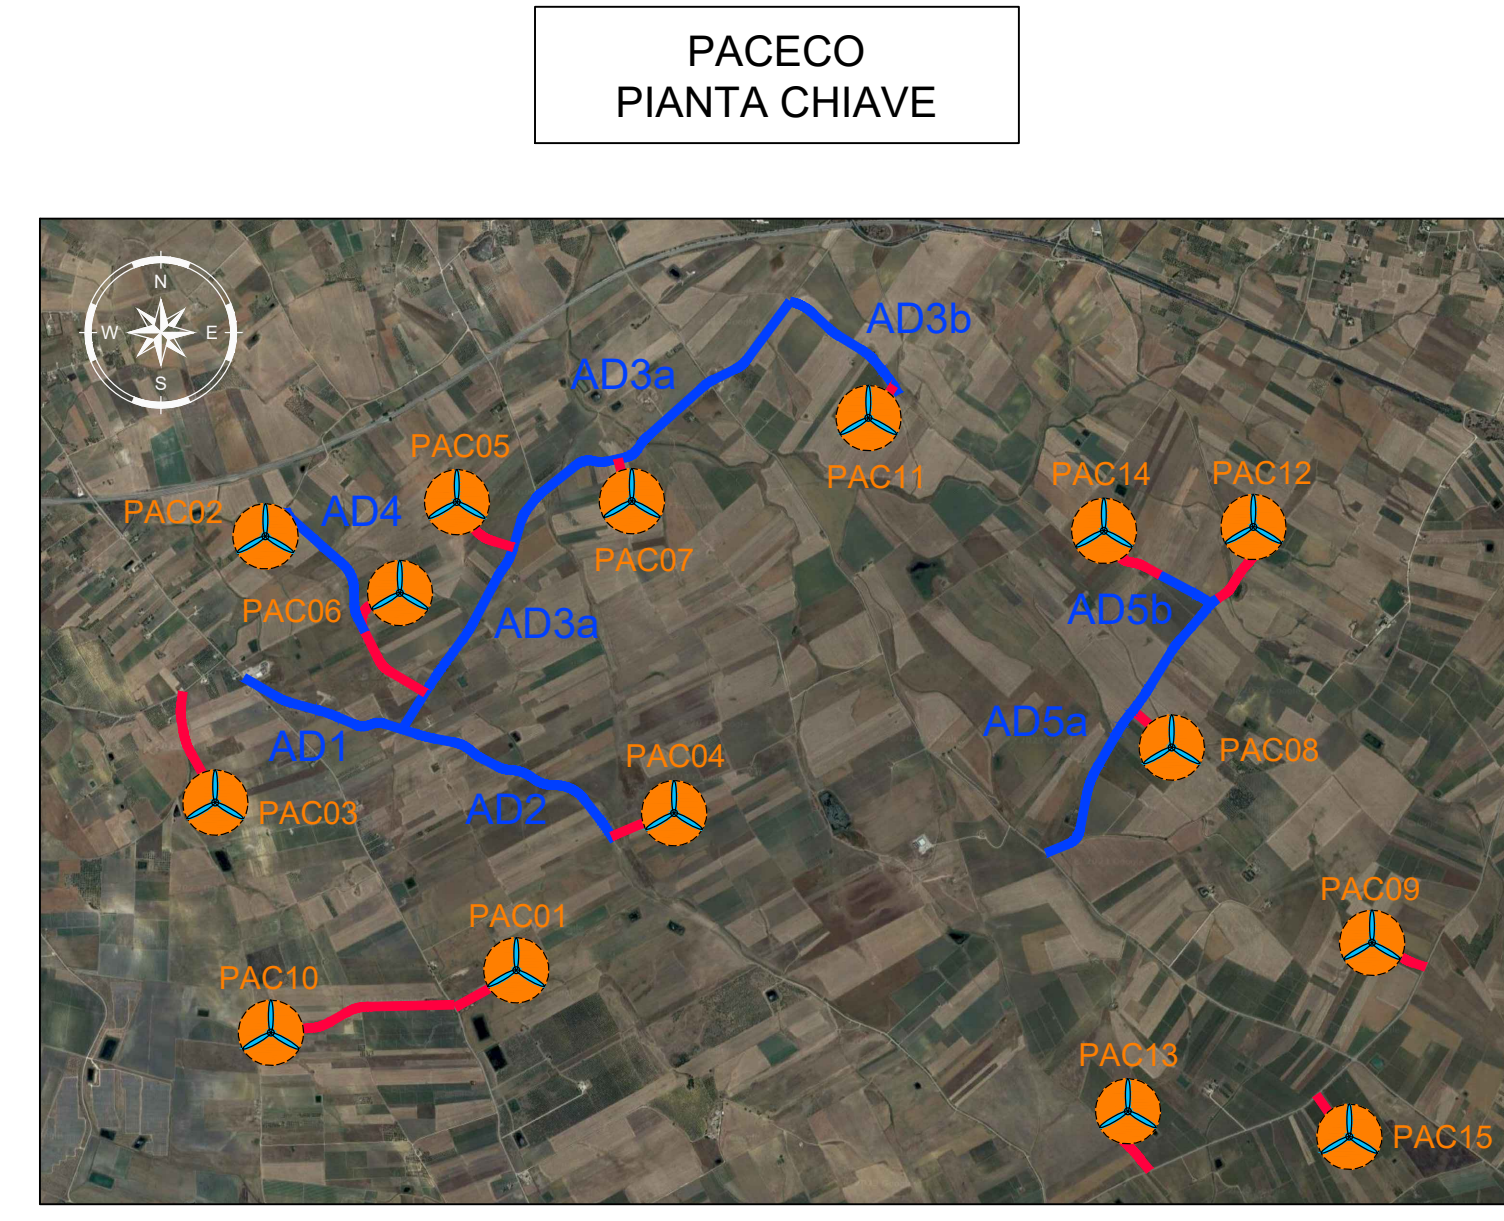 PACECO
PIANTA CHIAVE
N
W
E
S
AD3b
AD3a
PAC05
PAC11
PAC14
PAC12
PAC02
AD4
PAC07
PAC06
AD3a
AD5b
AD5a
PAC08
AD1
PAC04
PAC03
AD2
PAC09
PAC01
PAC10
PAC13
PAC15